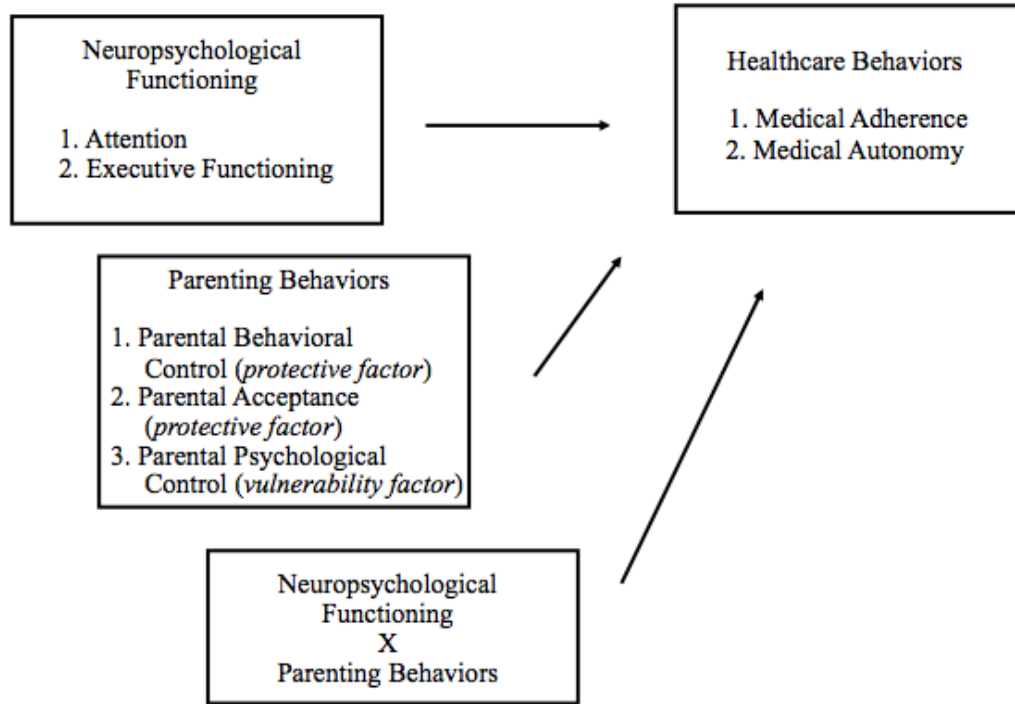 Neuropsychological
Functioning
1. Attention
2. Executive Functioning
Healthcare Behaviors
1. Medical Adherence
2. Medical Autonomy
Parenting Behaviors
1. Parental Behavioral
Control (protective factor)
2. Parental Acceptance
(protective factor)
3. Parental Psychological
Control (vulnerability factor)
Neuropsychological
Functioning
X
Parenting Behaviors